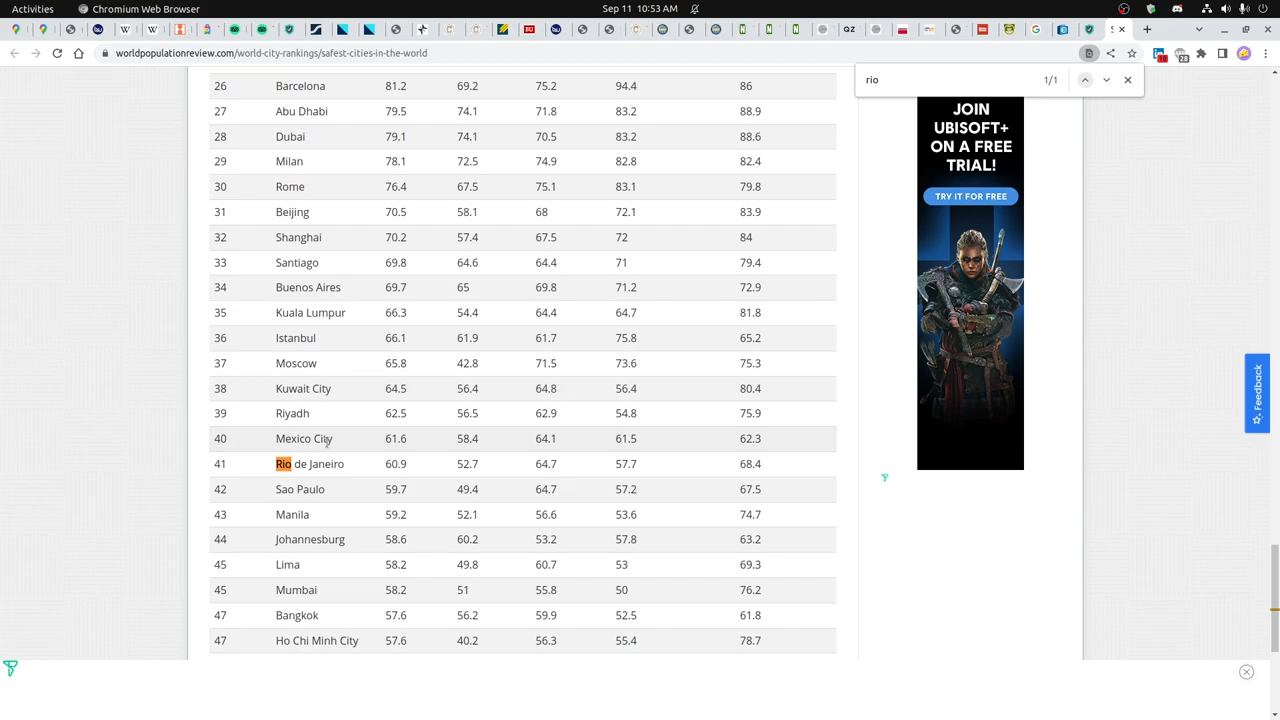 Activities
Chromium Web Browser
Sep 11 10:53 AM
GZ
S
worldpopulationreview.com/world-city-rankings/safest-cities-in-the-world
10
28
rio
1/1
26 Barcelona 81.2 69.2 75.2 94.4 86
27 Abu Dhabi 79.5 74.1 71.8 83.2 88.9
28 Dubai 79.1 74.1 70.5 83.2 88.6
29 Milan 78.1 72.5 74.9 82.8 82.4
30 Rome 76.4 67.5 75.1 83.1 79.8
31 Beijing 70.5 58.1 68 72.1 83.9
32 Shanghai 70.2 57.4 67.5 72 84
33 Santiago 69.8 64.6 64.4 71 79.4
34 Buenos Aires 69.7 65 69.8 71.2 72.9
35 Kuala Lumpur 66.3 54.4 64.4 64.7 81.8
36 Istanbul 66.1 61.9 61.7 75.8 65.2
37 Moscow 65.8 42.8 71.5 73.6 75.3
38 Kuwait City 64.5 56.4 64.8 56.4 80.4
39 Riyadh 62.5 56.5 62.9 54.8 75.9
40 Mexico City 61.6 58.4 64.1 61.5 62.3
41 Rio de Janeiro 60.9 52.7 64.7 57.7 68.4
42 Sao Paulo 59.7 49.4 64.7 57.2 67.5
43 Manila 59.2 52.1 56.6 53.6 74.7
44 Johannesburg 58.6 60.2 53.2 57.8 63.2
45 Lima 58.2 49.8 60.7 53 69.3
45 Mumbai 58.2 51 55.8 50 76.2
47 Bangkok 57.6 56.2 59.9 52.5 61.8
47 Ho Chi Minh City 57.6 40.2 56.3 55.4 78.7
JOIN
UBISOFT+
ON A FREE
TRIAL!
TRY IT FOR FREE
Feedback